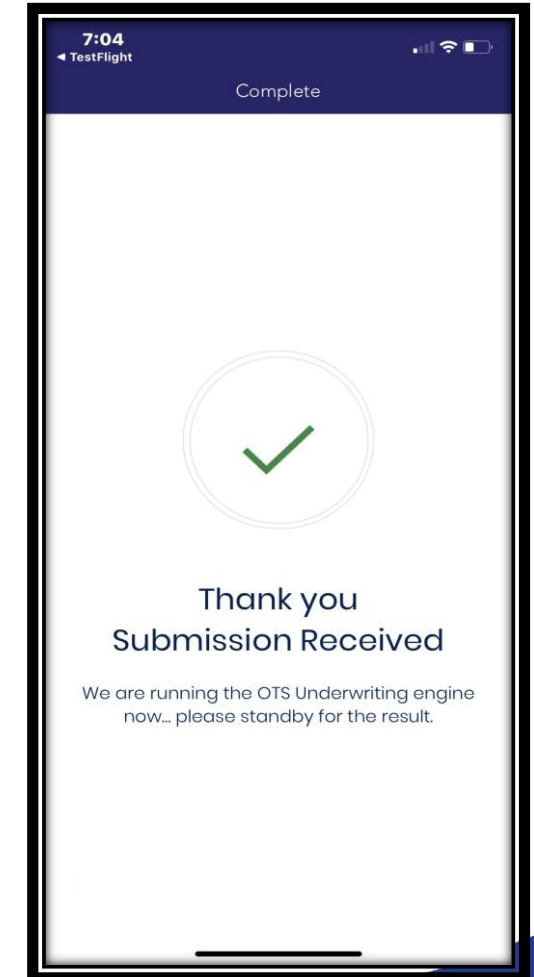 7:04
◄ TestFlight
Complete
Thank you
Submission Received
We are running the OTS Underwriting engine
now... please standby for the result.